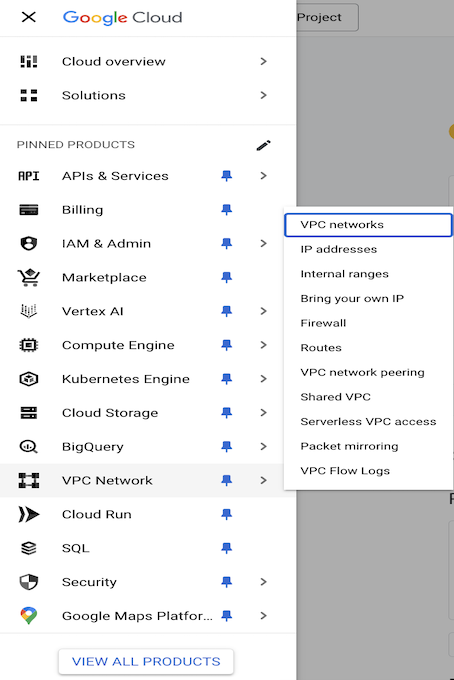 Google Cloud
Project
Cloud overview
Solutions
PINNED PRODUCTS
API APIs & Services
Billing
IAM & Admin
Marketplace
Vertex AI
Compute Engine
Kubernetes Engine
Cloud Storage
BigQuery
VPC Network
Cloud Run
SQL
Security
Google Maps Platfor...
VIEW ALL PRODUCTS
VPC networks
IP addresses
Internal ranges
Bring your own IP
Firewall
Routes
VPC network peering
Shared VPC
Serverless VPC access
Packet mirroring
VPC Flow Logs